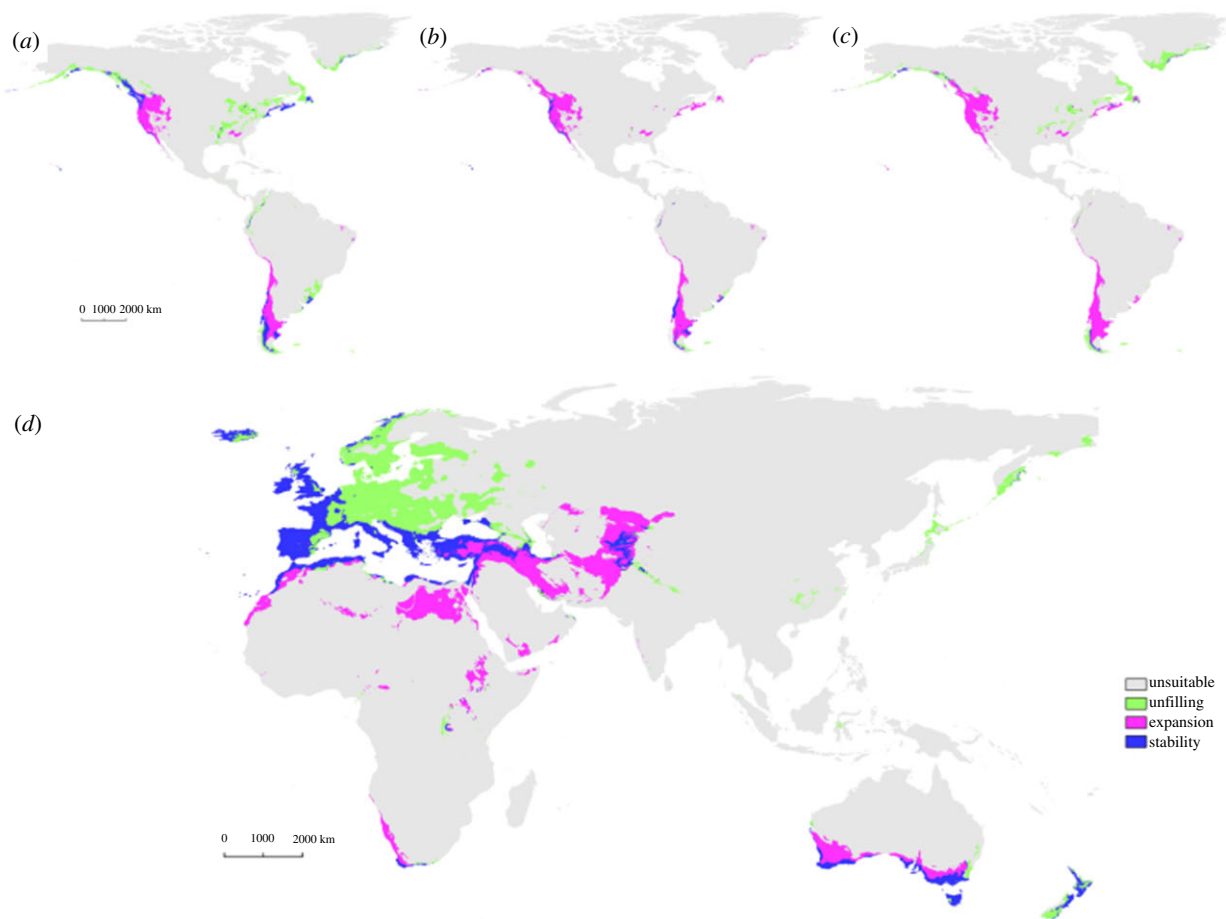 (a)
(b)
(c)
0 1000 2000 km
(d)
unsuitable
unfilling
expansion
stability
0 1000 2000 km